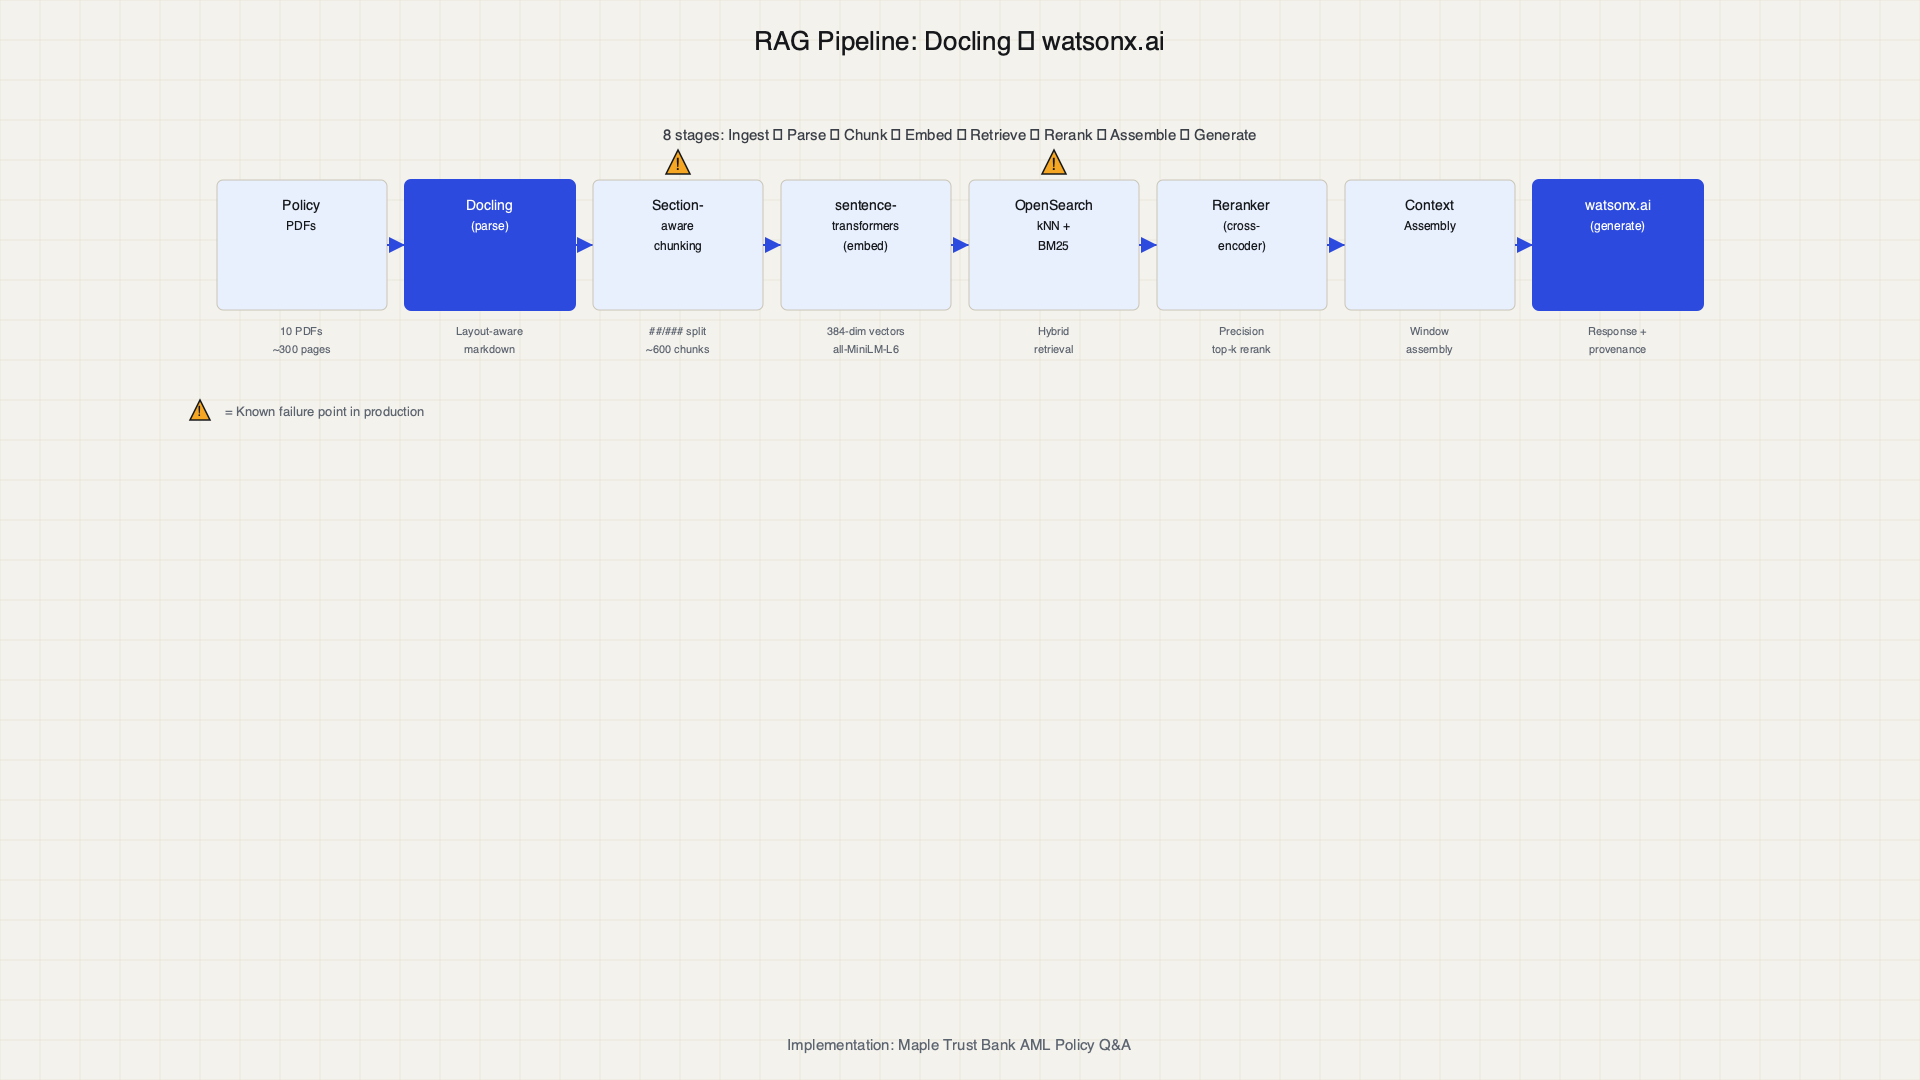 RAG Pipeline: Docling □ watsonx.ai
8 stages: Ingest □ Parse □ Chunk □ Embed □ Retrieve □ Rerank □ Assemble □ Generate
!
!
Policy
PDFs
Docling
(parse)
Section-
aware
chunking
sentence-
transformers
(embed)
OpenSearch
kNN +
BM25
Reranker
(cross-
encoder)
Context
Assembly
watsonx.ai
(generate)
10 PDFs
~300 pages
Layout-aware
markdown
##/### split
~600 chunks
384-dim vectors
all-MiniLM-L6
Hybrid
retrieval
Precision
top-k rerank
Window
assembly
Response +
provenance
! = Known failure point in production
Implementation: Maple Trust Bank AML Policy Q&A